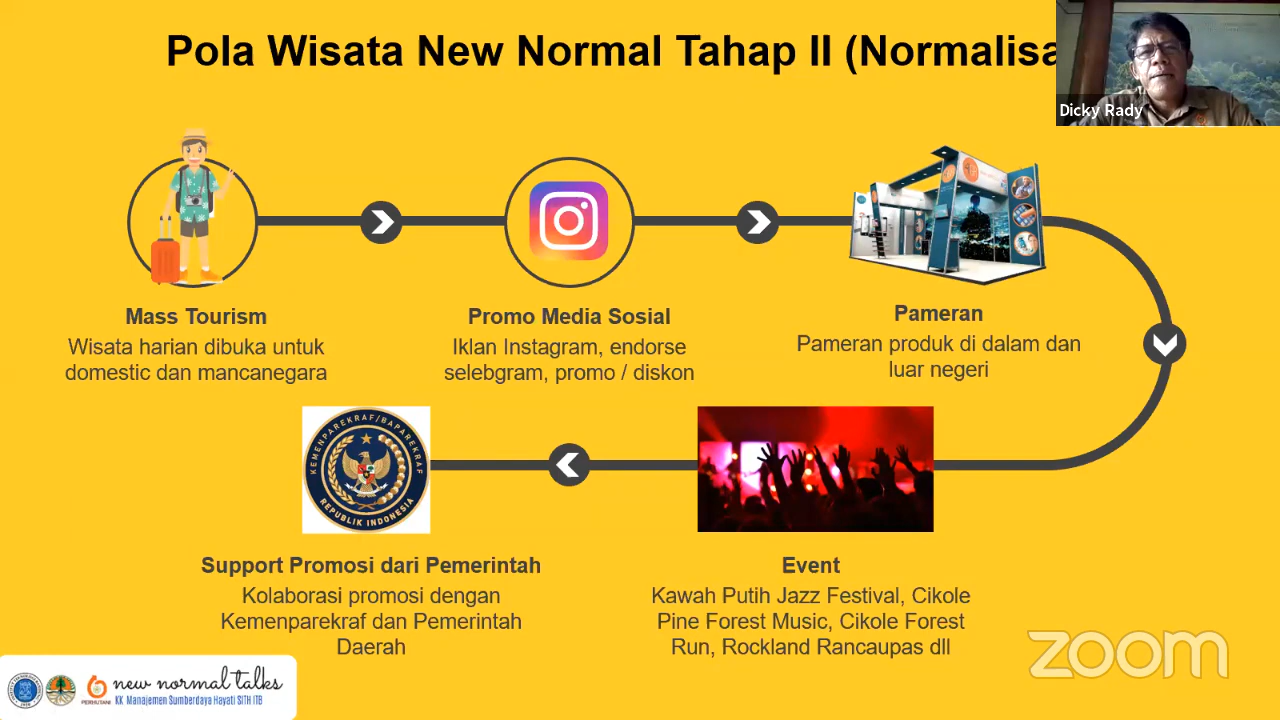 Pola Wisata New Normal Tahap II (Normalisa
Dicky Rady
Mass Tourism
Wisata harian dibuka untuk
domestic dan mancanegara
Promo Media Sosial
Iklan Instagram, endorse
selebgram, promo / diskon
Pameran
Pameran produk di dalam dan
luar negeri
KEMENPAREKRAF/BAPAREKRAF
REPUBLIK INDONESIA
Support Promosi dari Pemerintah
Kolaborasi promosi dengan
Kemenparekraf dan Pemerintah
Daerah
Event
Kawah Putih Jazz Festival, Cikole
Pine Forest Music, Cikole Forest
Run, Rockland Rancaupas dll
zoom
PERHUTANI
new normal talks
KK Manajemen Sumberdaya Hayati SITH ITB